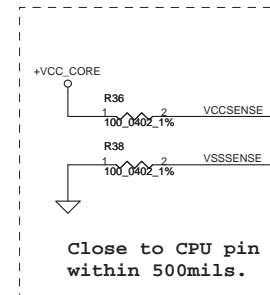 +VCC_CORE
R36
1 2 VCCSENSE
100_0402_1%
R38
1 2 VSSSENSE
100_0402_1%
Close to CPU pin
within 500mils.